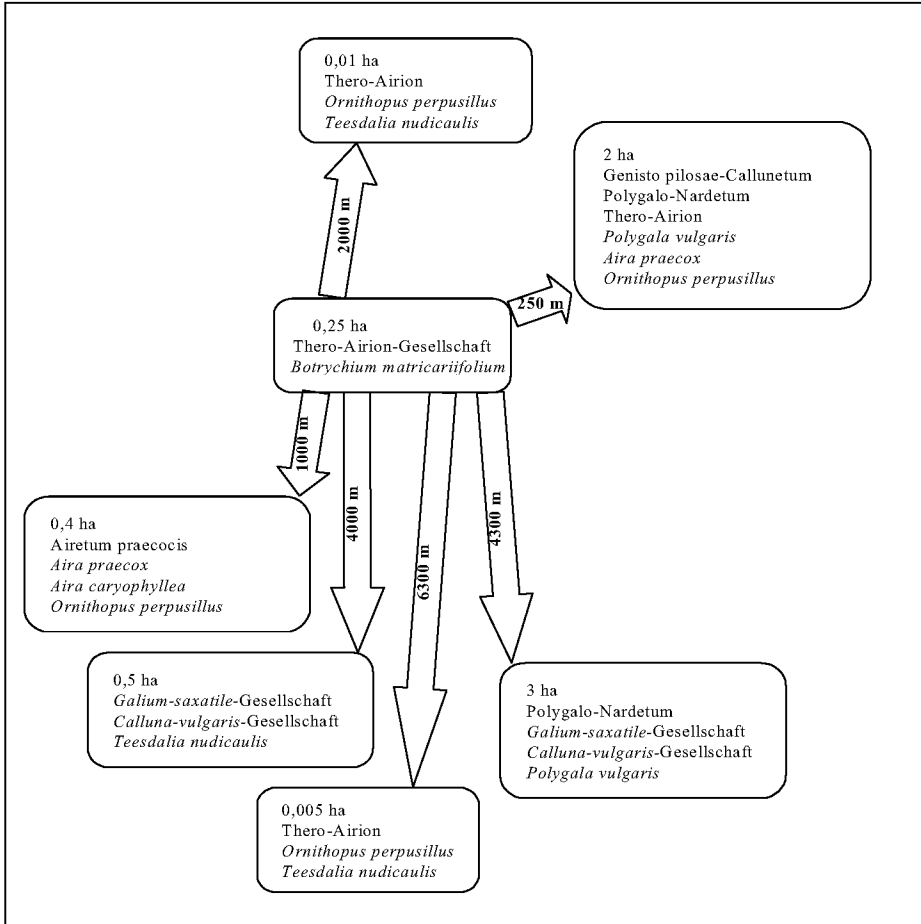 0,01 ha
Thero-Airion
Ornithopus perpusillus
Teesdalia nudicaulis
2000 m
2 ha
Genisto pilosae-Callunetum
Polygalo-Nardetum
Thero-Airion
Polygala vulgaris
Aira praecox
Ornithopus perpusillus
250 m
0,25 ha
Thero-Airion-Gesellschaft
Botrychium matricariifolium
1000 m
4000 m
6300 m
4300 m
0,4 ha
Airetum praecocis
Aira praecox
Aira caryophyllea
Ornithopus perpusillus
0,5 ha
Galium-saxatile-Gesellschaft
Calluna-vulgaris-Gesellschaft
Teesdalia nudicaulis
3 ha
Polygalo-Nardetum
Galium-saxatile-Gesellschaft
Calluna-vulgaris-Gesellschaft
Polygala vulgaris
0,005 ha
Thero-Airion
Ornithopus perpusillus
Teesdalia nudicaulis